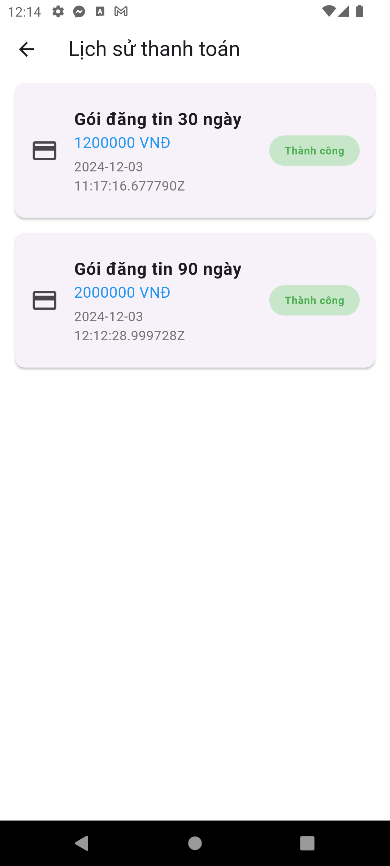 12:14
Lịch sử thanh toán
Gói đăng tin 30 ngày
1200000 VNĐ
Thành công
2024-12-03
11:17:16.677790Z
Gói đăng tin 90 ngày
2000000 VNĐ
Thành công
2024-12-03
12:12:28.999728Z